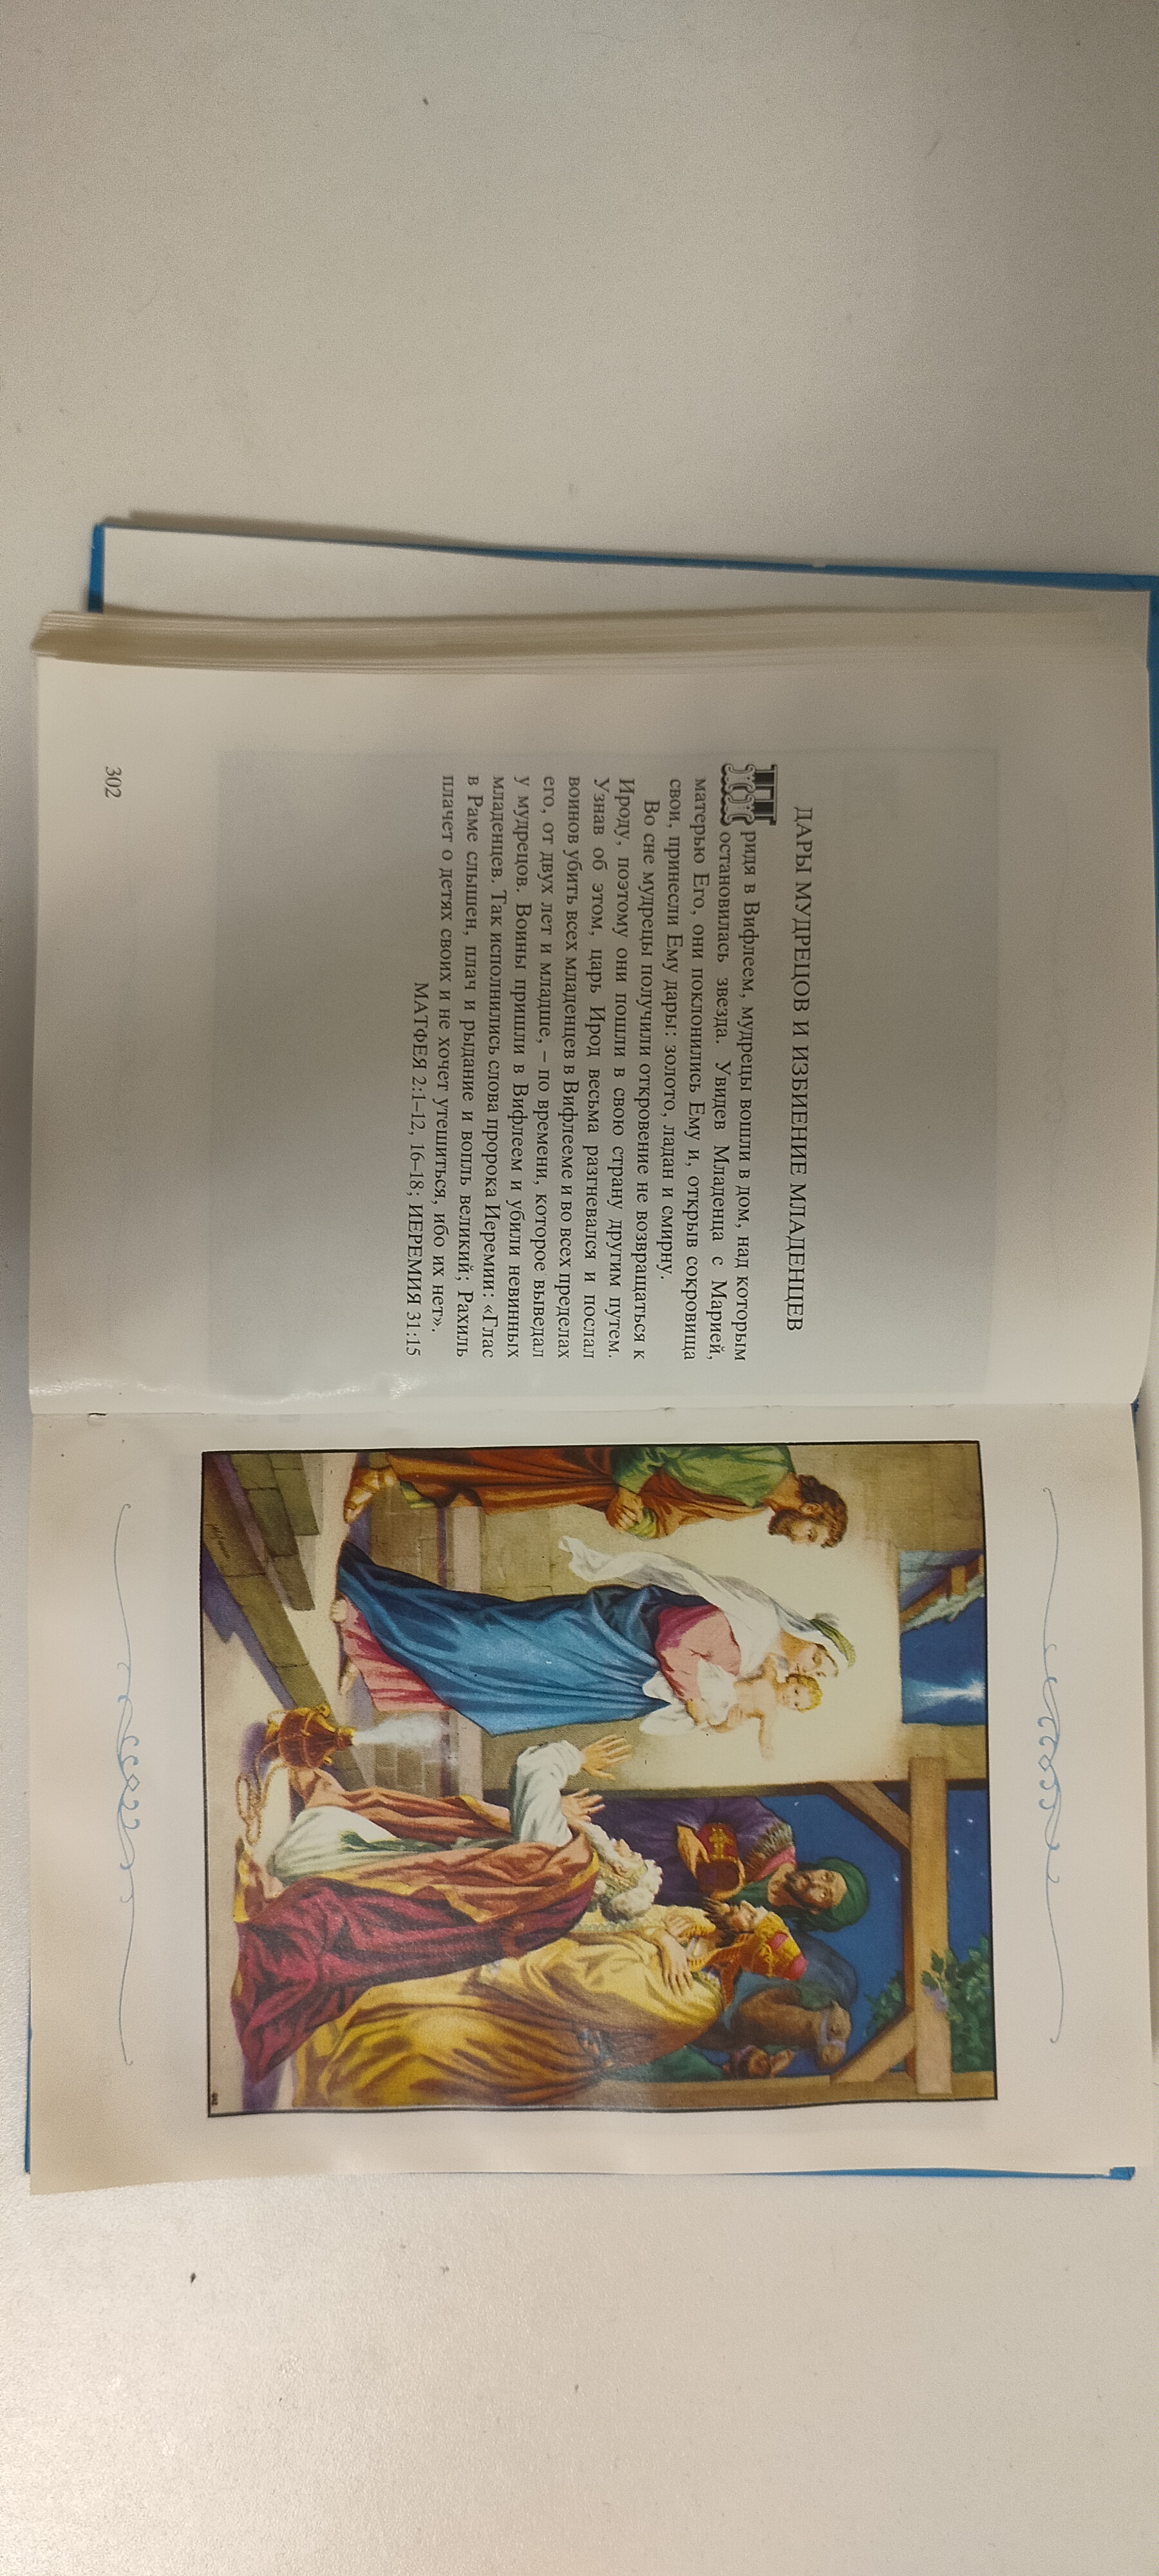 ДАРЫ МУДРЕЦОВ И ИЗБИЕНИЕ МЛАДЕНЦЕВ
Придя в Вифлеем, мудрецы вошли в дом, над которым
остановилась звезда. Увидев Младенца с Марией,
матерью Его, они поклонились Ему и, открыв сокровища
свои, принесли Ему дары: золото, ладан и смирну.
Во сне мудрецы получили откровение не возвращаться к
Ироду, поэтому они пошли в свою страну другим путем.
Узнав об этом, царь Ирод весьма разгневался и послал
воинов убить всех младенцев в Вифлееме и во всех пределах
его, от двух лет и младше, – по времени, которое выведал
у мудрецов. Воины пришли в Вифлеем и убили невинных
младенцев. Так исполнились слова пророка Иеремии: «Глас
в Раме слышен, плач и рыдание и вопль великий; Рахиль
плачет о детях своих и не хочет утешиться, ибо их нет».
МАТФЕЯ 2:1–12, 16–18; ИЕРЕМИЯ 31:15
302